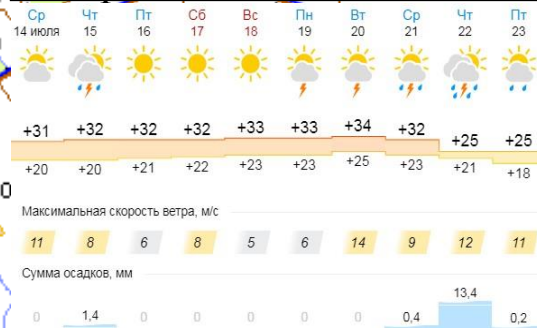 Ср Чт Пт Сб Вс Пн Вт Ср Чт Пт
14 июля 15 16 17 18 19 20 21 22 23
+31 +32 +32 +32 +33 +33 +34 +32 +25 +25
+20 +20 +21 +22 +23 +23 +25 +23 +21 +18
Максимальная скорость ветра, м/с
11 8 6 8 5 6 14 9 12 11
Сумма осадков, мм
0 1,4 0 0 0 0 0 0,4 13,4 0,2